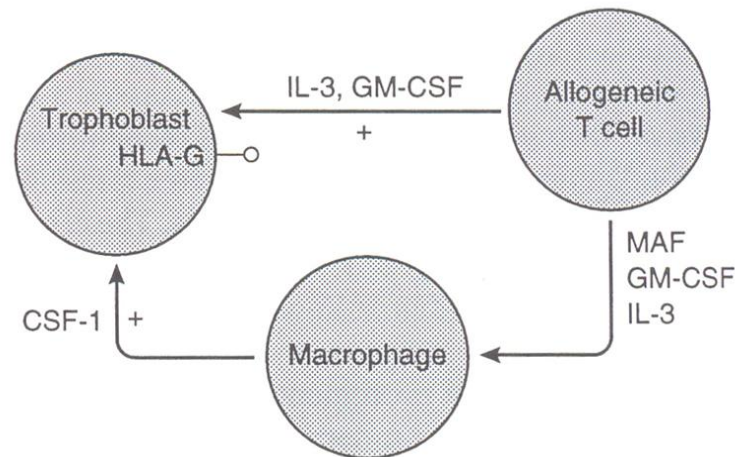 IL-3, GM-CSF
+
Trophoblast
HLA-G
Allogeneic
T cell
MAF
GM-CSF
IL-3
CSF-1 +
Macrophage